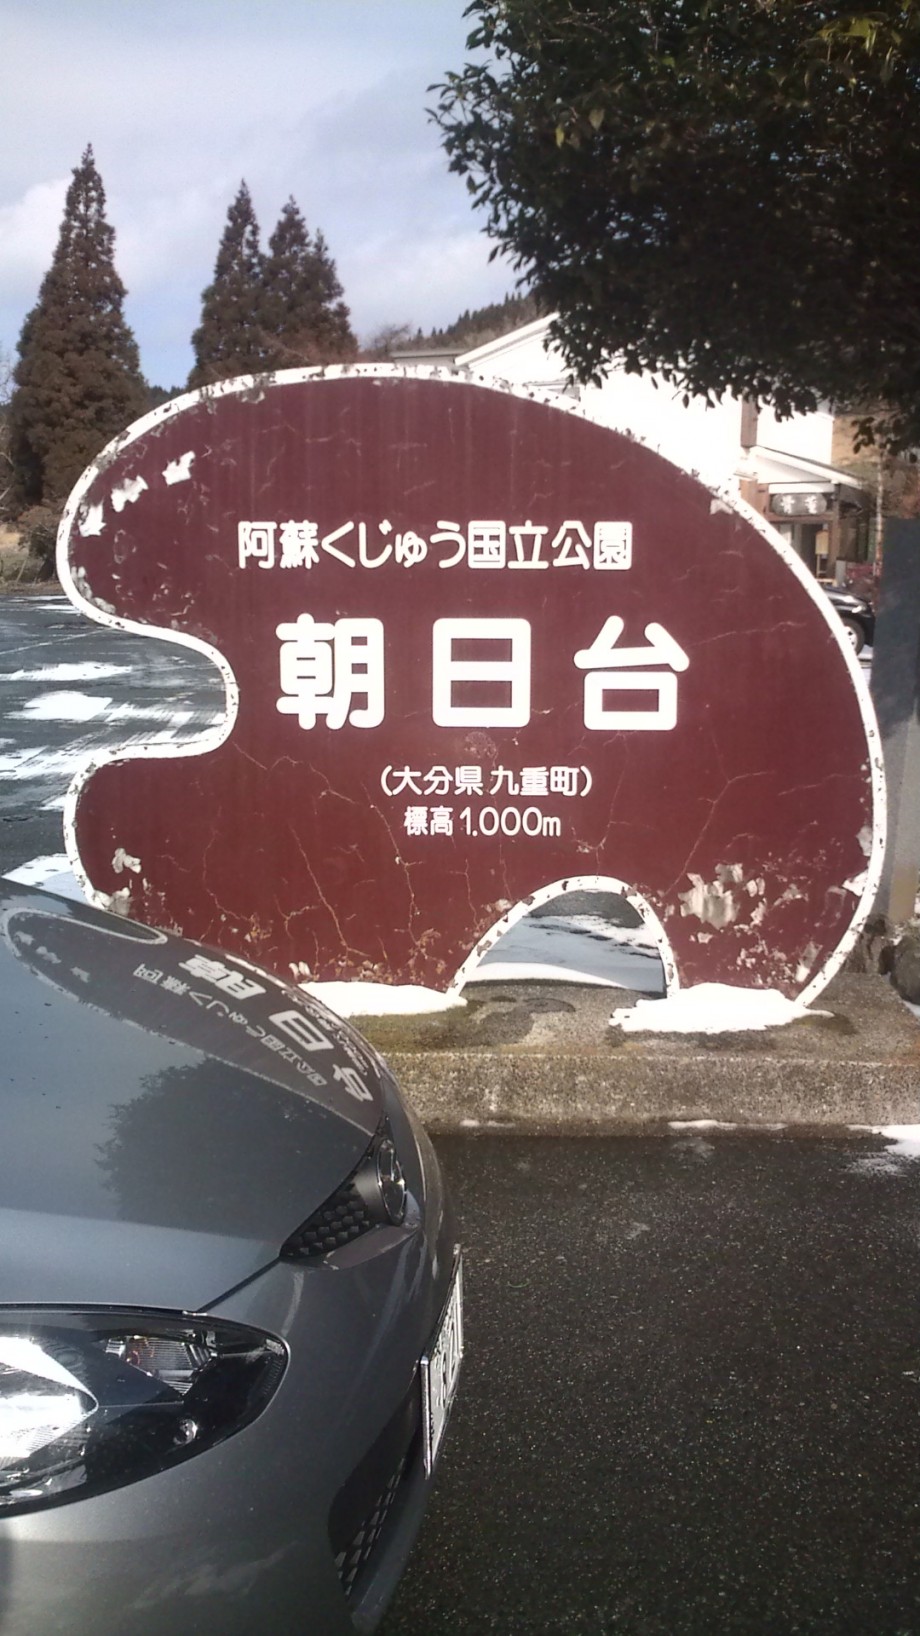 阿蘇くじゅう国立公園
朝日台
(大分県 九重町)
標高 1.000m